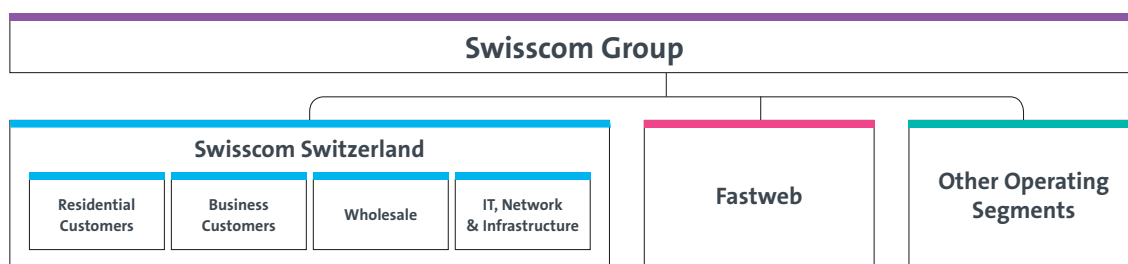 Swisscom Group
Swisscom Switzerland
Residential
Customers
Business
Customers
Wholesale
IT, Network
& Infrastructure
Fastweb
Other Operating
Segments